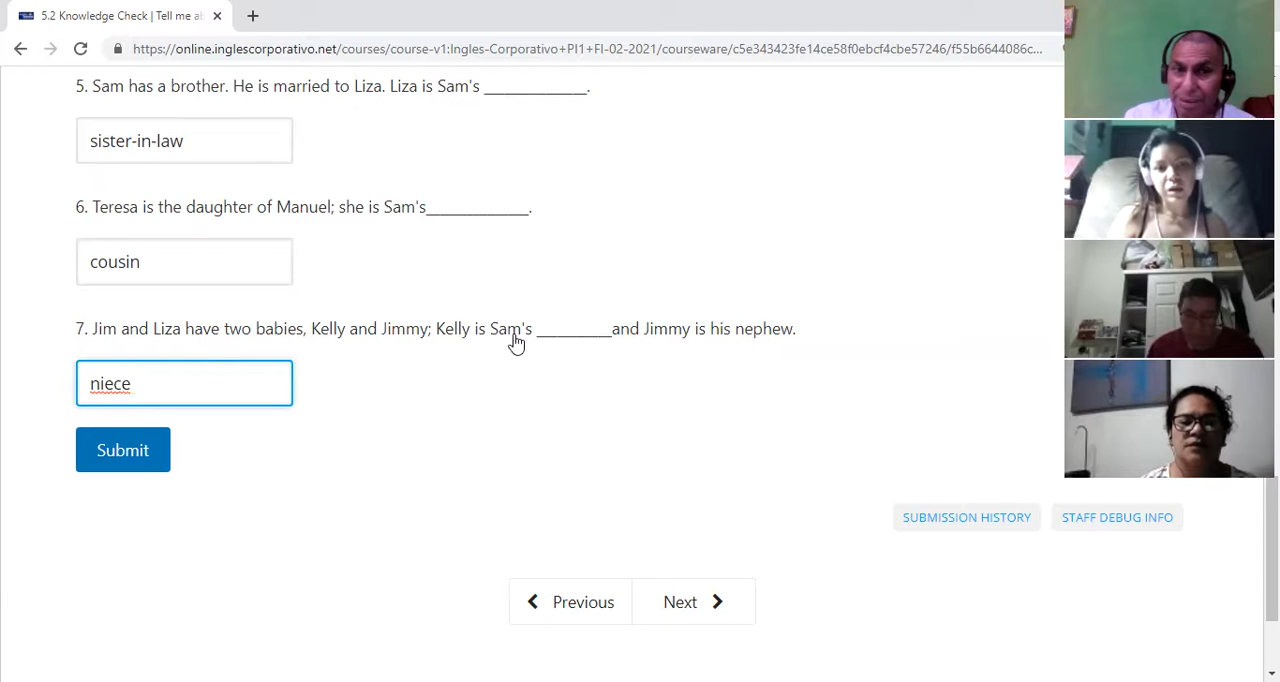 5.2 Knowledge Check | Tell me ab
https://online.inglescorporativo.net/courses/course-v1:Ingles-Corporativo+PI1+FI-02-2021/courseware/c5e343423fe14ce58f0ebcf4cbe57246/f55b6644086c...
5. Sam has a brother. He is married to Liza. Liza is Sam's _____________.
sister-in-law
6. Teresa is the daughter of Manuel; she is Sam's_____________.
cousin
7. Jim and Liza have two babies, Kelly and Jimmy; Kelly is Sam's _________and Jimmy is his nephew.
niece
Submit
SUBMISSION HISTORY STAFF DEBUG INFO
Previous Next